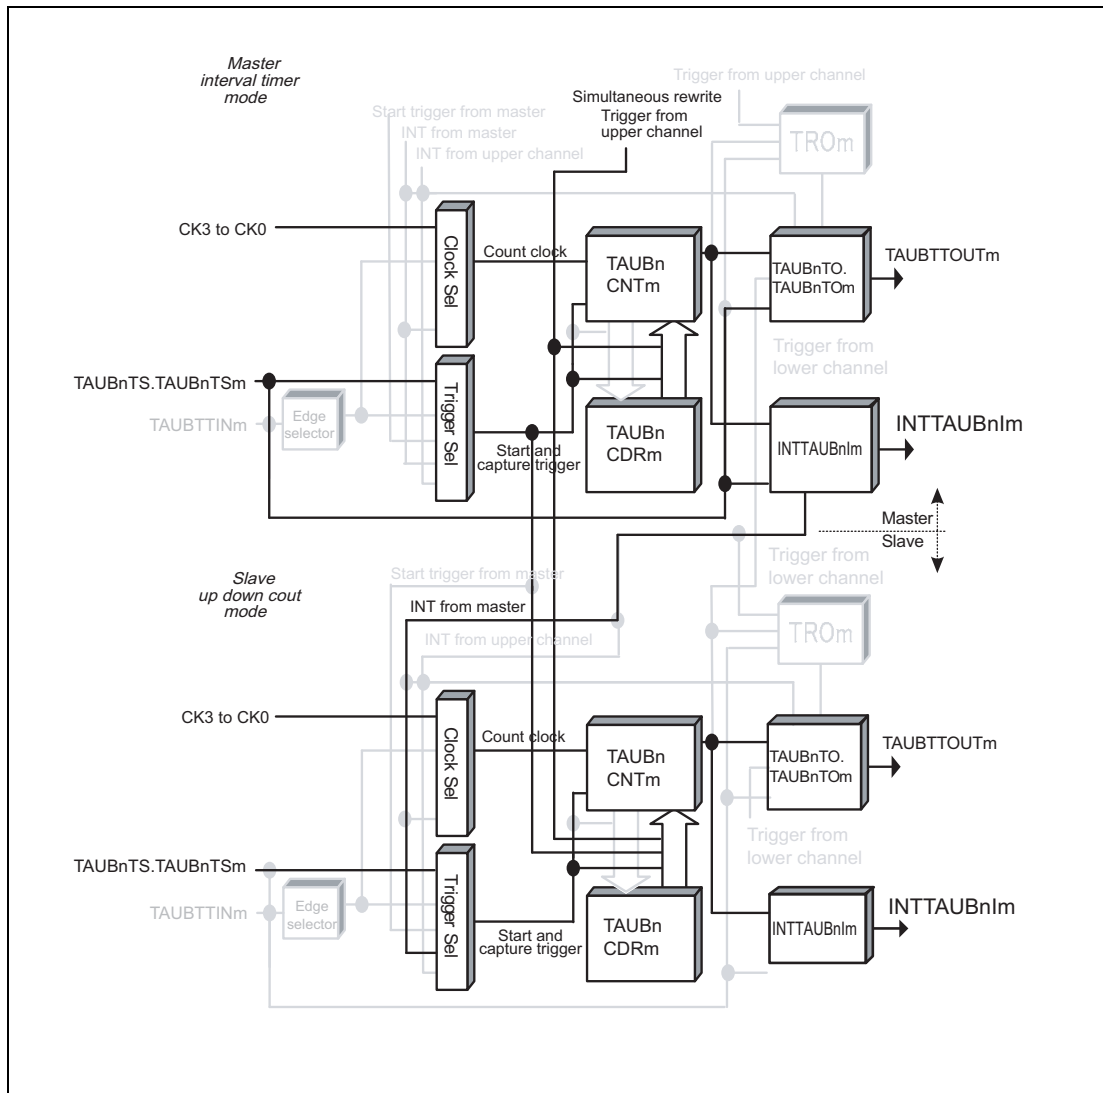 Master
interval timer
mode
Trigger from upper channel
Simultaneous rewrite
Trigger from
upper channel
Start trigger from master
INT from master
INT from upper channel
TROm
CK3 to CK0
Clock Sel
Count clock
TAUBn
CNTm
TAUBnTO.
TAUBnTOm
TAUBTTOUTm
Trigger from
lower channel
TAUBnTS.TAUBnTSm
TAUBTTINm
Edge
selector
Trigger Sel
Start and
capture trigger
TAUBn
CDRm
INTTAUBnIm
INTTAUBnIm
Master
Slave
Slave
up down cout
mode
Start trigger from master
INT from master
INT from upper channel
Trigger from
lower channel
TROm
CK3 to CK0
Clock Sel
Count clock
TAUBn
CNTm
TAUBnTO.
TAUBnTOm
TAUBTTOUTm
Trigger from
lower channel
TAUBnTS.TAUBnTSm
TAUBTTINm
Edge
selector
Trigger Sel
Start and
capture trigger
TAUBn
CDRm
INTTAUBnIm
INTTAUBnIm